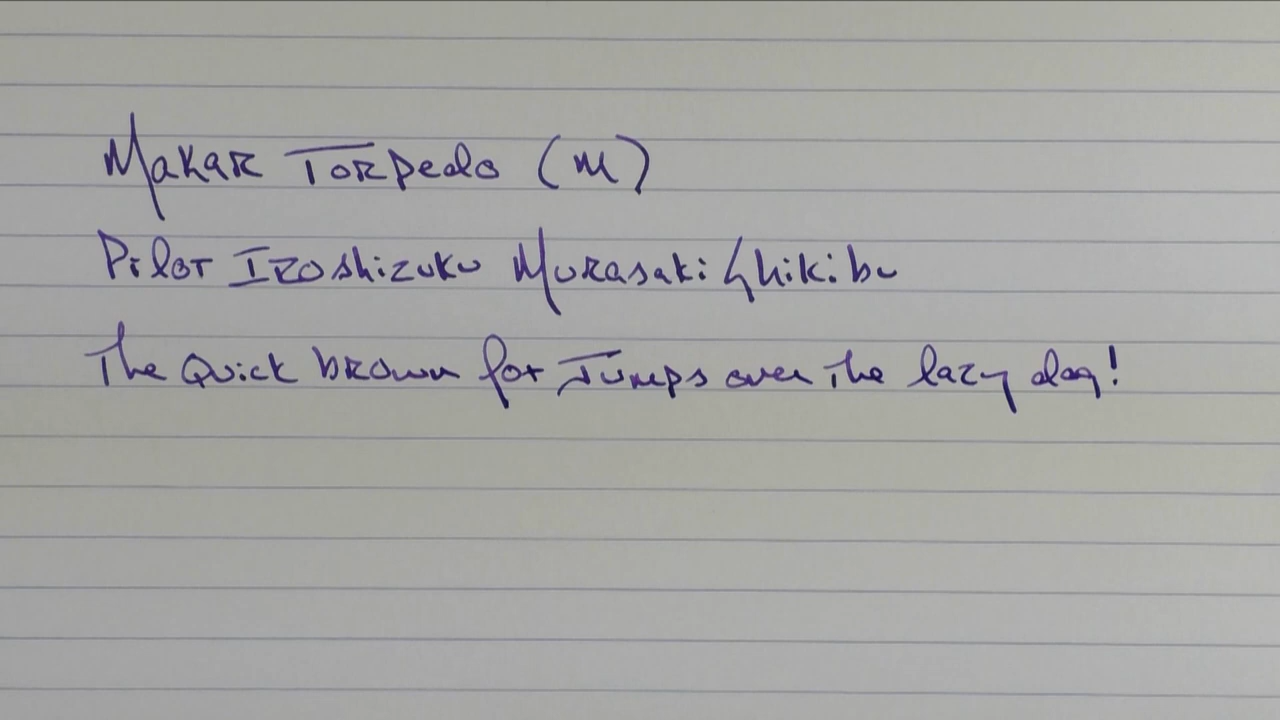 Makar Torpedo (M)
Pilot Iroshizuku Murasaki Shikibu
The Quick brown fox Jumps over The lazy dog!